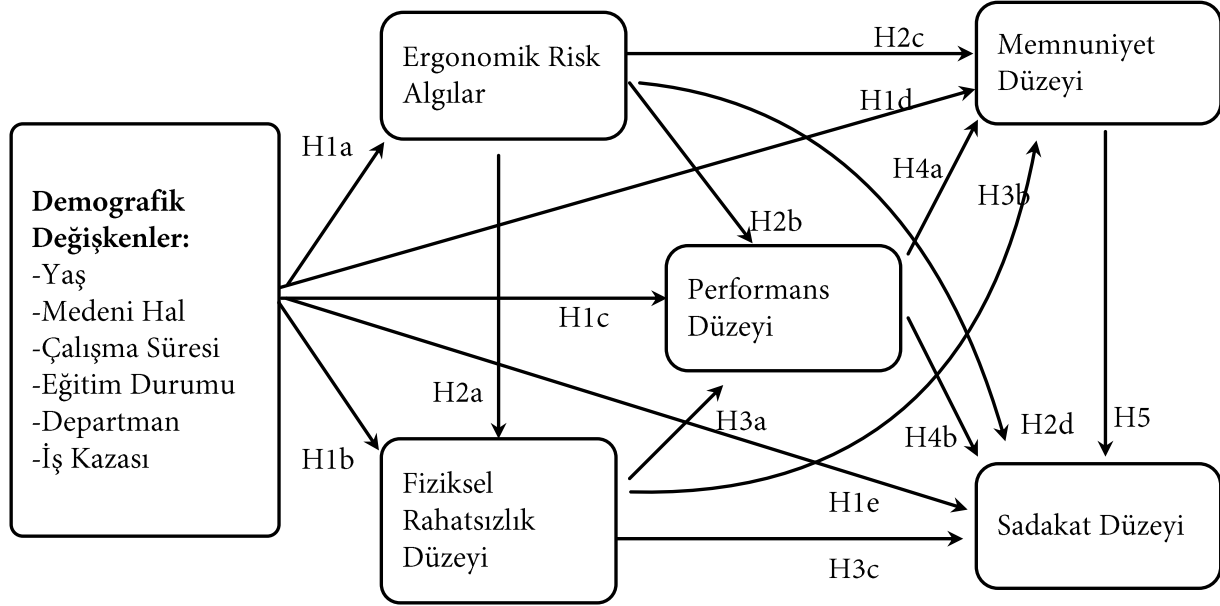 Ergonomik Risk
Algılar
H2c
Memnuniyet
Düzeyi
H1d
H1a
H4a
H3b
Demografik
Değişkenler:
-Yaş
-Medeni Hal
-Çalışma Süresi
-Eğitim Durumu
-Departman
-İş Kazası
H2b
Performans
Düzeyi
H1c
H2a
H3a
H4b
H2d
H5
H1b
Fiziksel
Rahatsızlık
Düzeyi
H1e
Sadakat Düzeyi
H3c